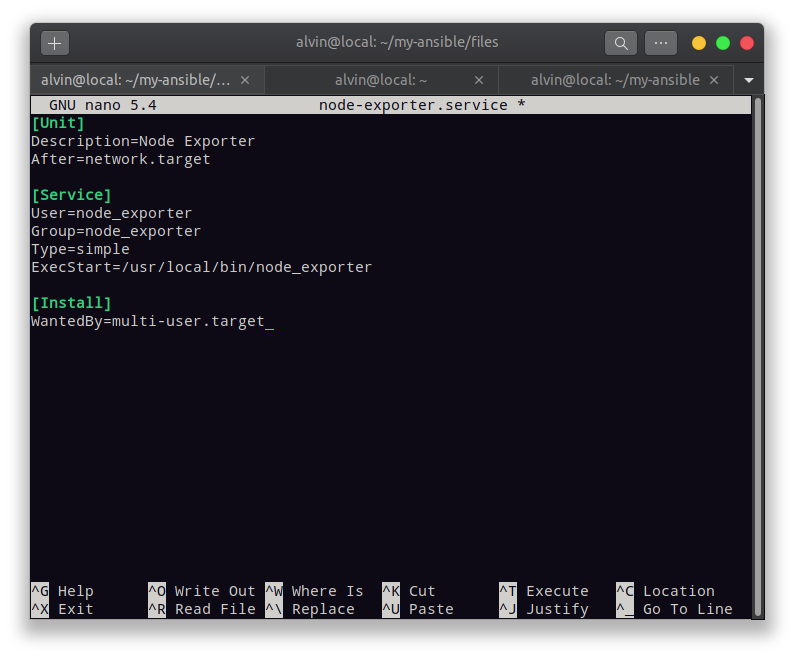 alvin@local: ~/my-ansible/files
alvin@local: ~/my-ansible/... × alvin@local: ~ × alvin@local: ~/my-ansible ×
GNU nano 5.4 node-exporter.service *
[Unit]
Description=Node Exporter
After=network.target
[Service]
User=node_exporter
Group=node_exporter
Type=simple
ExecStart=/usr/local/bin/node_exporter
[Install]
WantedBy=multi-user.target_
^G Help ^O Write Out ^W Where Is ^K Cut ^T Execute ^C Location
^X Exit ^R Read File ^\ Replace ^U Paste ^J Justify ^_ Go To Line